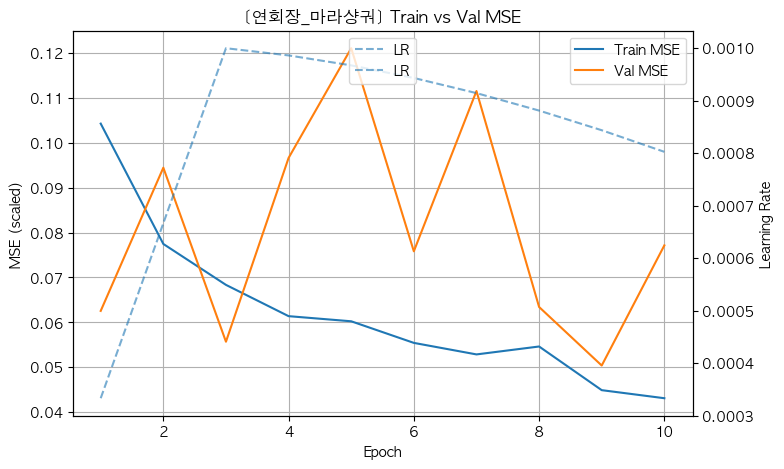 [연회장_마라샹궈] Train vs Val MSE
LR
LR
Train MSE
Val MSE
MSE (scaled)
0.12
0.11
0.10
0.09
0.08
0.07
0.06
0.05
0.04
0.0010
0.0009
0.0008
0.0007
0.0006
0.0005
0.0004
0.0003
Learning Rate
2
4
6
8
10
Epoch